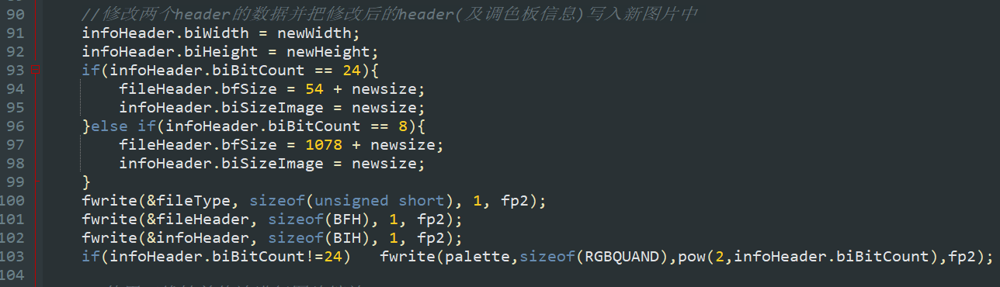 90 //修改两个header的数据并把修改后的header(及调色板信息)写入新图片中
91 infoHeader.biWidth = newWidth;
92 infoHeader.biHeight = newHeight;
93 if(infoHeader.biBitCount == 24){
94 fileHeader.bfSize = 54 + newsize;
95 infoHeader.biSizeImage = newsize;
96 }else if(infoHeader.biBitCount == 8){
97 fileHeader.bfSize = 1078 + newsize;
98 infoHeader.biSizeImage = newsize;
99 }
100 fwrite(&fileType, sizeof(unsigned short), 1, fp2);
101 fwrite(&fileHeader, sizeof(BFH), 1, fp2);
102 fwrite(&infoHeader, sizeof(BIH), 1, fp2);
103 if(infoHeader.biBitCount!=24) fwrite(palette,sizeof(RGBQUAND),pow(2,infoHeader.biBitCount),fp2);
104